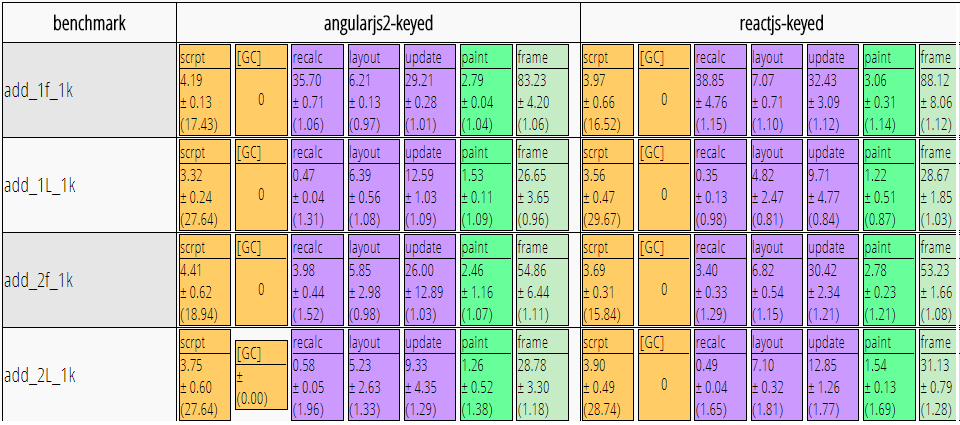 benchmark angularjs2-keyed reactjs-keyed
add_1f_1k
scrpt [GC] recalc layout update paint frame scrpt [GC] recalc layout update paint frame
4.19 35.70 6.21 29.21 2.79 83.23 3.97 38.85 7.07 32.43 3.06 88.12
± 0.13 0 ± 0.71 ± 0.13 ± 0.28 ± 0.04 ± 4.20 ± 0.66 0 ± 4.76 ± 0.71 ± 3.09 ± 0.31 ± 8.06
(17.43) (1.06) (0.97) (1.01) (1.04) (1.06) (16.52) (1.15) (1.10) (1.12) (1.14) (1.12)
add_1L_1k
scrpt [GC] recalc layout update paint frame scrpt [GC] recalc layout update paint frame
3.32 0.47 6.39 12.59 1.53 26.65 3.56 0.35 4.82 9.71 1.22 28.67
± 0.24 0 ± 0.04 ± 0.56 ± 1.03 ± 0.11 ± 3.65 ± 0.47 0 ± 0.13 ± 2.47 ± 4.77 ± 0.51 ± 1.85
(27.64) (1.31) (1.08) (1.09) (1.09) (0.96) (29.67) (0.98) (0.81) (0.84) (0.87) (1.03)
add_2f_1k
scrpt [GC] recalc layout update paint frame scrpt [GC] recalc layout update paint frame
4.41 3.98 5.85 26.00 2.46 54.86 3.69 3.40 6.82 30.42 2.78 53.23
± 0.62 0 ± 0.44 ± 2.98 ± 12.89 ± 1.16 ± 6.44 ± 0.31 0 ± 0.33 ± 0.54 ± 2.34 ± 0.23 ± 1.66
(18.94) (1.52) (0.98) (1.03) (1.07) (1.11) (15.84) (1.29) (1.15) (1.21) (1.21) (1.08)
add_2L_1k
scrpt [GC] recalc layout update paint frame scrpt [GC] recalc layout update paint frame
3.75 ± 0.58 5.23 9.33 1.26 28.78 3.90 0.49 7.10 12.85 1.54 31.13
± 0.60 (0.00) ± 0.05 ± 2.63 ± 4.35 ± 0.52 ± 3.30 ± 0.49 0 ± 0.04 ± 0.32 ± 1.26 ± 0.13 ± 0.79
(27.64) (1.96) (1.33) (1.29) (1.38) (1.18) (28.74) (1.65) (1.81) (1.77) (1.69) (1.28)